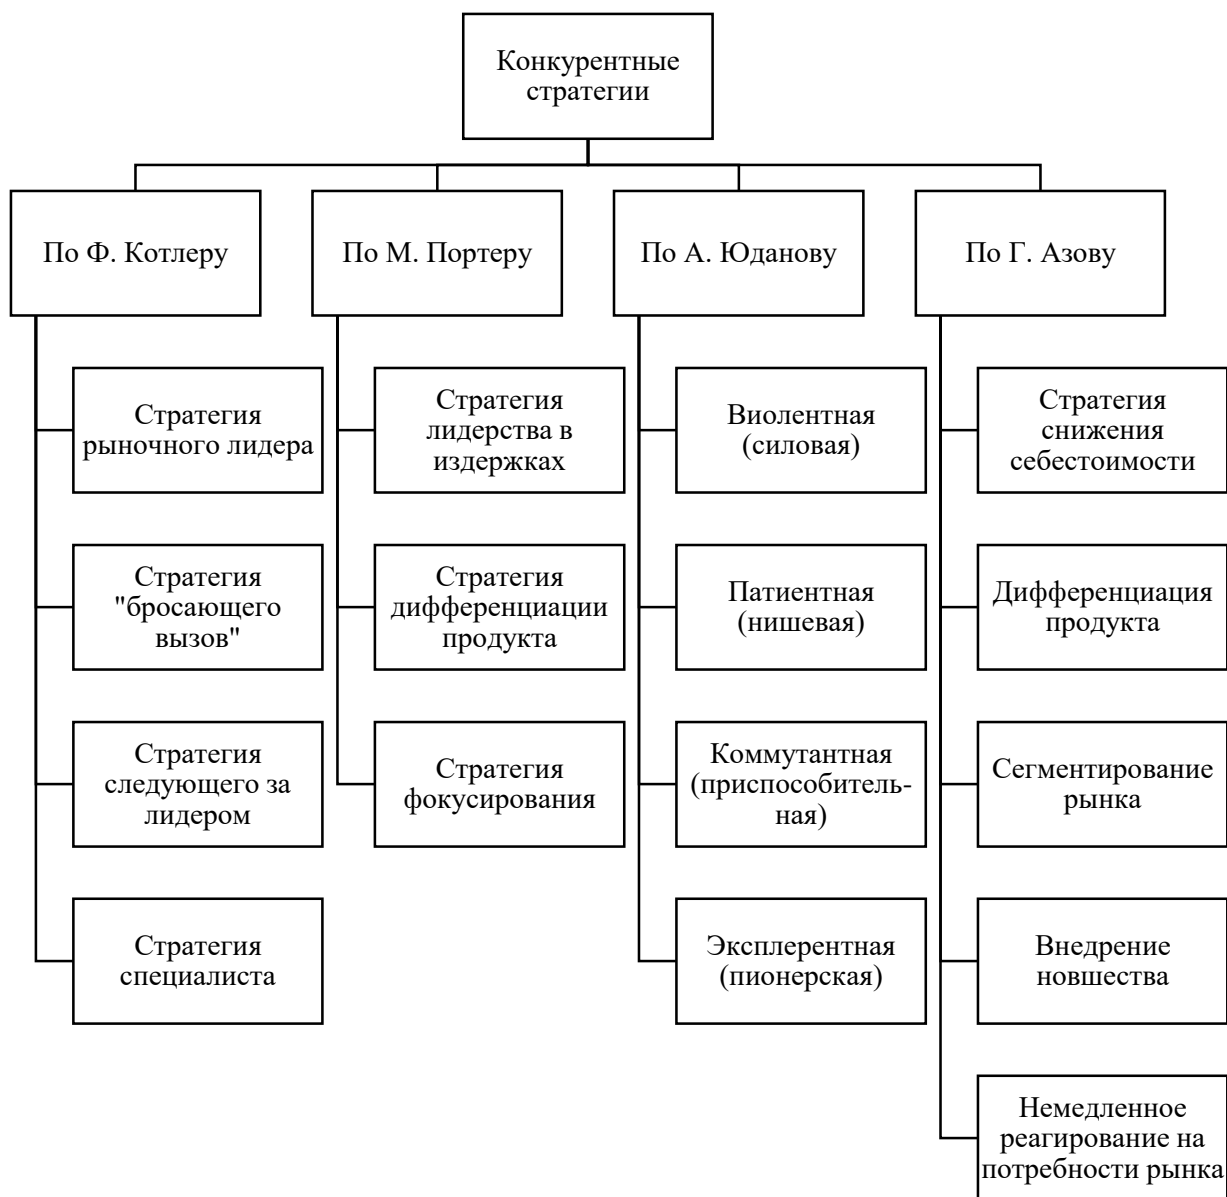 Конкурентные
стратегии
По Ф. Котлеру
По М. Портеру
По А. Юданову
По Г. Азову
Стратегия
рыночного лидера
Стратегия
"бросающего
вызов"
Стратегия
следующего за
лидером
Стратегия
специалиста
Стратегия
лидерства в
издержках
Стратегия
дифференциации
продукта
Стратегия
фокусирования
Виолентная
(силовая)
Патиентная
(нишевая)
Коммутантная
(приспособитель-
ная)
Эксплерентная
(пионерская)
Стратегия
снижения
себестоимости
Дифференциация
продукта
Сегментирование
рынка
Внедрение
новшества
Немедленное
реагирование на
потребности рынка